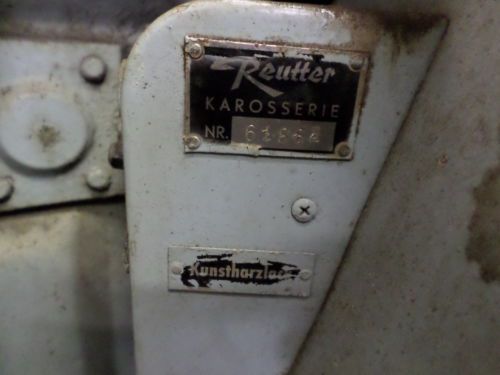 Reutter
KAROSSERIE
NR.
Kunstharzlack